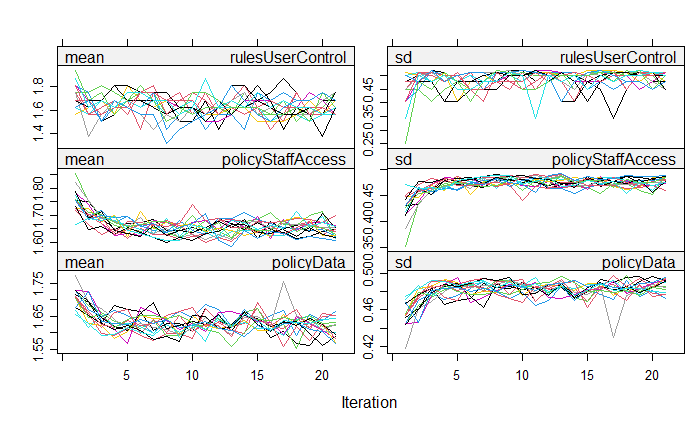 mean rulesUserControl
sd rulesUserControl
1.4 1.6 1.8
0.25 0.35 0.45
mean policyStaffAccess
sd policyStaffAccess
1.60 1.70 1.80
0.35 0.40 0.45
mean policyData
sd policyData
1.55 1.65 1.75
0.42 0.46 0.50
5 10 15 20
5 10 15 20
Iteration